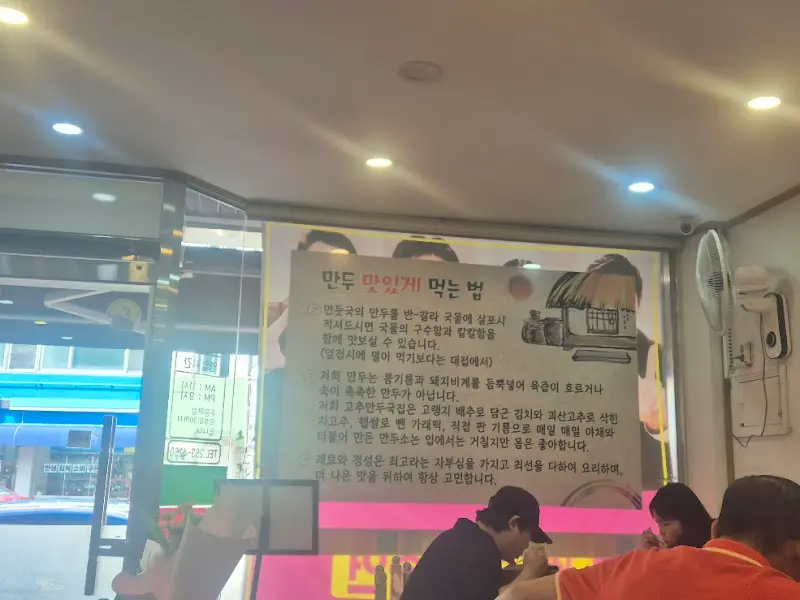 만두 맛있게 먹는 법
만둣국의 만두를 반-갈라 국물에 살포시
적셔드시면 국물의 구수함과 칼칼함을
함께 맛보실 수 있습니다.
(앞접시에 덜어 먹기보다는 대접에서)
저희 만두는 콩기름과 돼지비계를 듬뿍넣어 육즙이 흐르거나
속이 촉촉한 만두가 아닙니다.
저희 고추만두국집은 고랭지 배추로 담근 김치와 괴산고추로 삭힌
지고추, 햅쌀로 뺀 가래떡, 직접 짠 기름으로 매일 매일 야채와
더불어 만든 만두소는 입에서는 거칠지만 몸은 좋아합니다.
재료와 정성은 최고라는 자부심을 가지고 최선을 다하여 요리하며,
더 나은 맛을 위하여 항상 고민합니다.